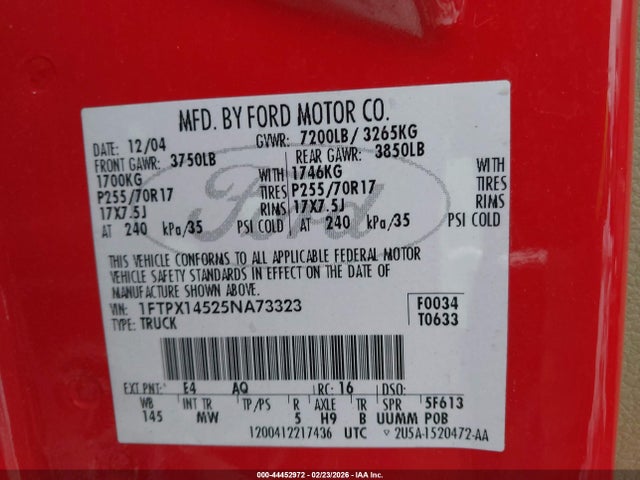 MFD. BY FORD MOTOR CO.
DATE: 12/04 GVWR: 7200LB/ 3265KG
FRONT GAWR: 3750LB REAR GAWR: 3850LB
1700KG WITH 1746KG WITH
P255/70R17 TIRES P255/70R17 TIRES
17X7.5J RIMS 17X7.5J RIMS
AT 240 kPa/35 PSI COLD AT 240 kPa/35 PSI COLD
Ford
THIS VEHICLE CONFORMS TO ALL APPLICABLE FEDERAL MOTOR
VEHICLE SAFETY STANDARDS IN EFFECT ON THE DATE OF
MANUFACTURE SHOWN ABOVE.
VIN: 1FTPX14525NA73323 F0034
TYPE: TRUCK T0633
EXT PNT: E4 AQ RC: 16 DSO:
WB INT TR TP/PS R AXLE TR SPR 5F613
145 MW 5 H9 B UUMM POB
1200412217436 UTC 2U5A-1520472-AA
000-44452972 | 02/23/2026 - IAA Inc.